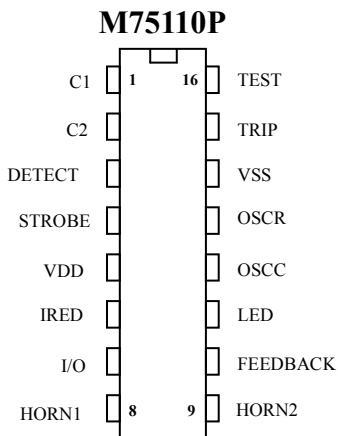 M75110P
C1 1 16 TEST
C2 TRIP
DETECT VSS
STROBE OSCR
VDD OSCC
IRED LED
I/O FEEDBACK
HORN1 8 9 HORN2